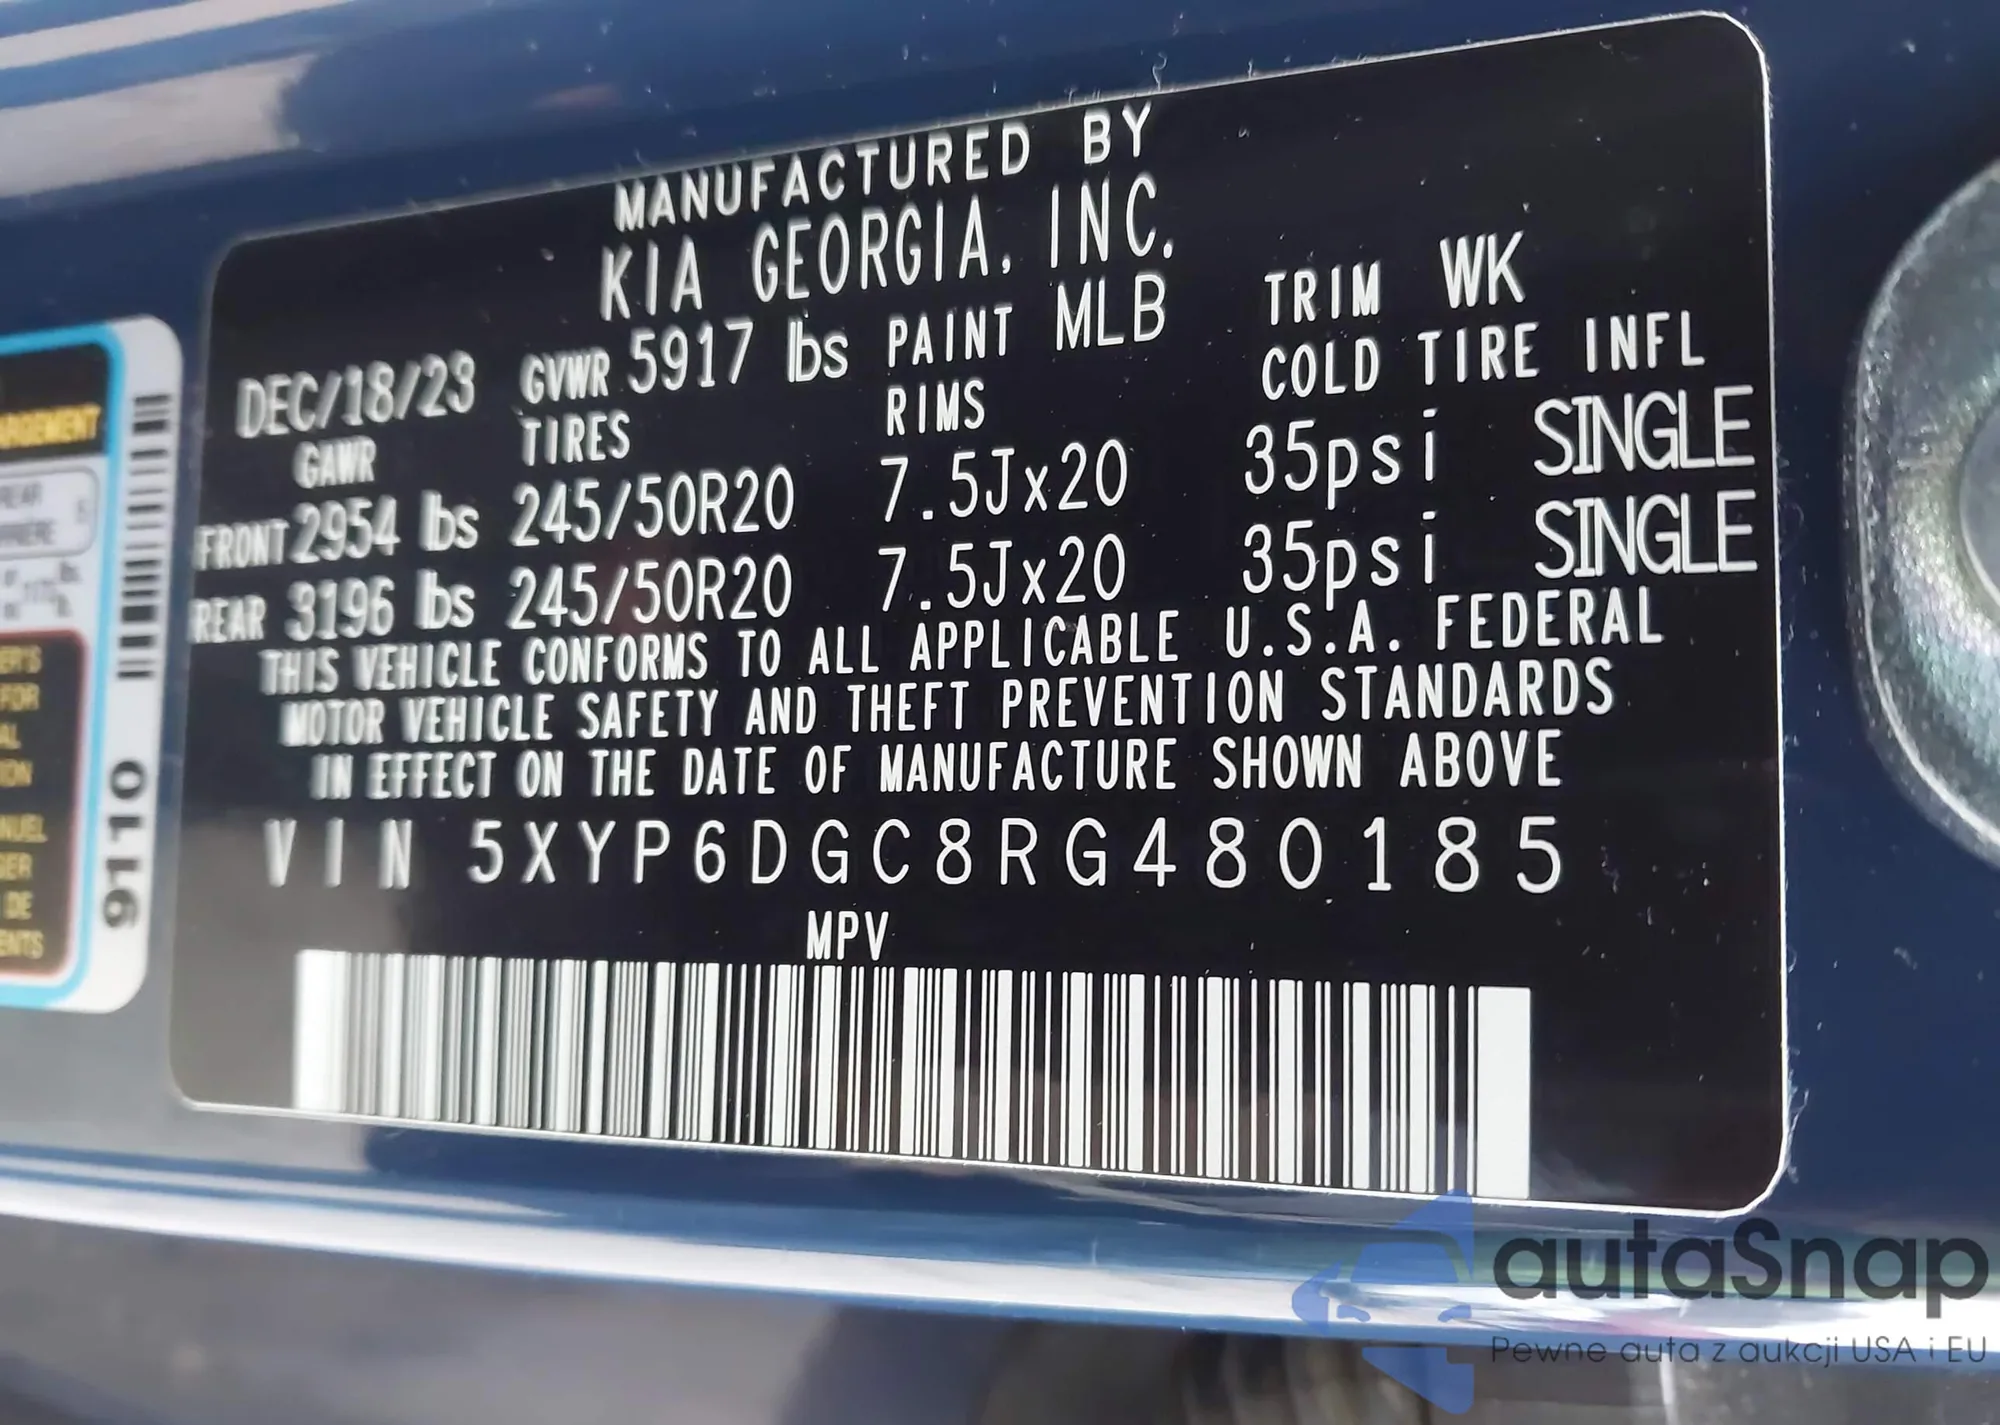 MANUFACTURED BY
KIA GEORGIA, INC.
DEC/18/23 GVWR 5917 lbs PAINT MLB TRIM WK
GAWR TIRES RIMS COLD TIRE INFL
FRONT 2954 lbs 245/50R20 7.5Jx20 35psi SINGLE
REAR 3196 lbs 245/50R20 7.5Jx20 35psi SINGLE
THIS VEHICLE CONFORMS TO ALL APPLICABLE U.S.A. FEDERAL
MOTOR VEHICLE SAFETY AND THEFT PREVENTION STANDARDS
IN EFFECT ON THE DATE OF MANUFACTURE SHOWN ABOVE
VIN 5XYP6DGC8RG480185
MPV
9110
FOR
DE
autaSnap
Pewne auta z aukcji USA i EU